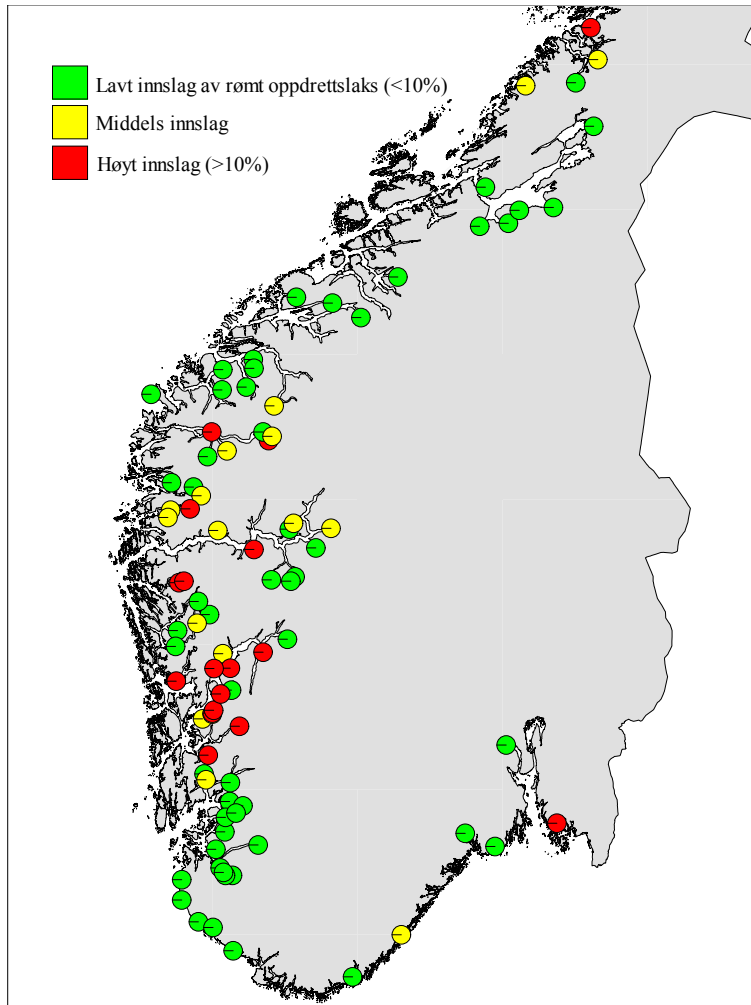 Lavt innslag av rømt oppdrettslaks (<10%)
Middels innslag
Høyt innslag (>10%)